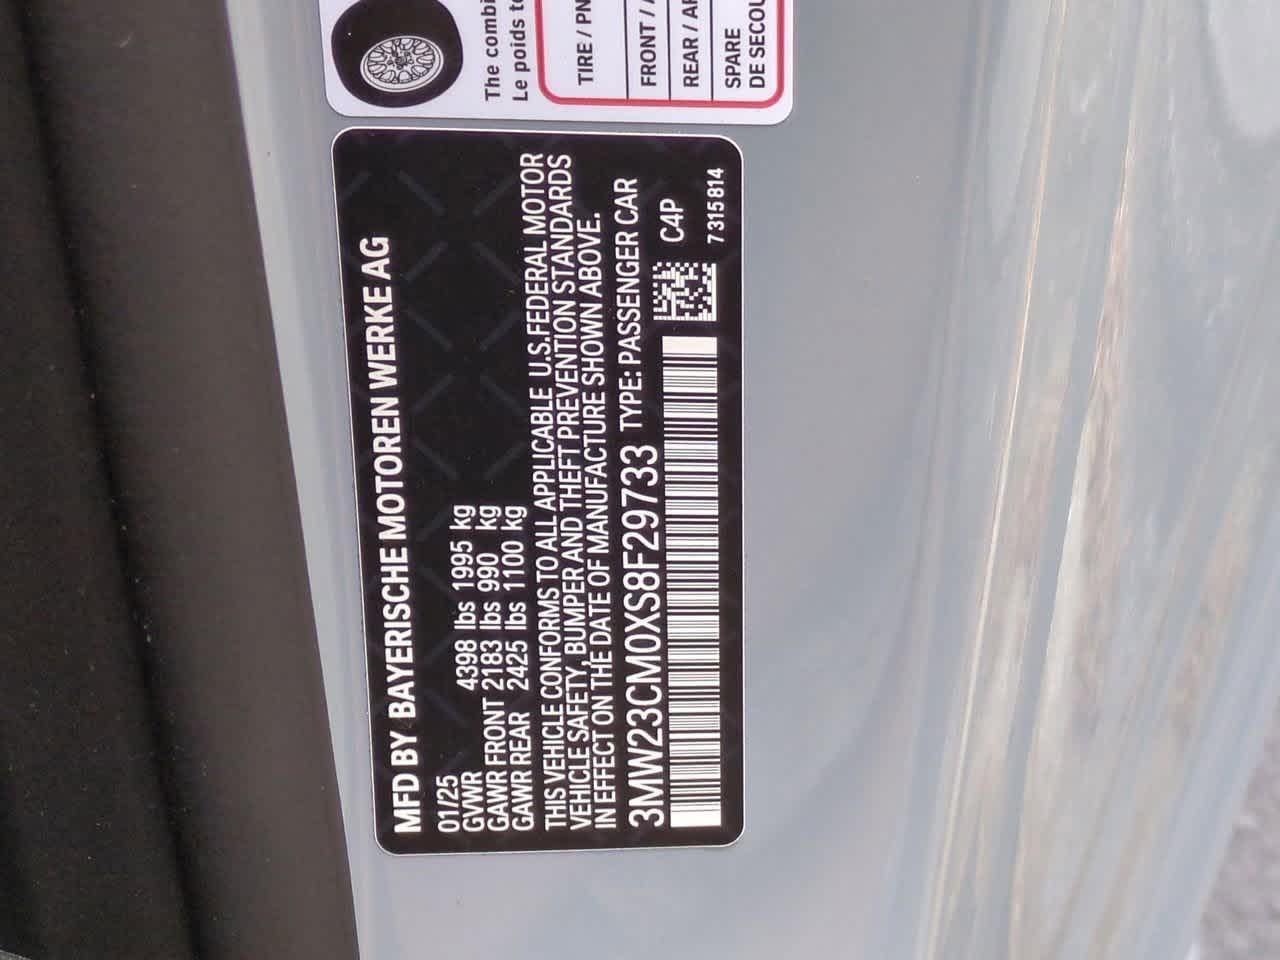 The combi
Le poids to
TIRE / PN
FRONT / A
REAR / AR
SPARE
DE SECOU
MFD BY BAYERISCHE MOTOREN WERKE AG
01/25
GVWR 4398 lbs 1995 kg
GAWR FRONT 2183 lbs 990 kg
GAWR REAR 2425 lbs 1100 kg
THIS VEHICLE CONFORMS TO ALL APPLICABLE U.S.FEDERAL MOTOR
VEHICLE SAFETY, BUMPER AND THEFT PREVENTION STANDARDS
IN EFFECT ON THE DATE OF MANUFACTURE SHOWN ABOVE.
3MW23CM0XS8F29733 TYPE: PASSENGER CAR
C4P
7315814